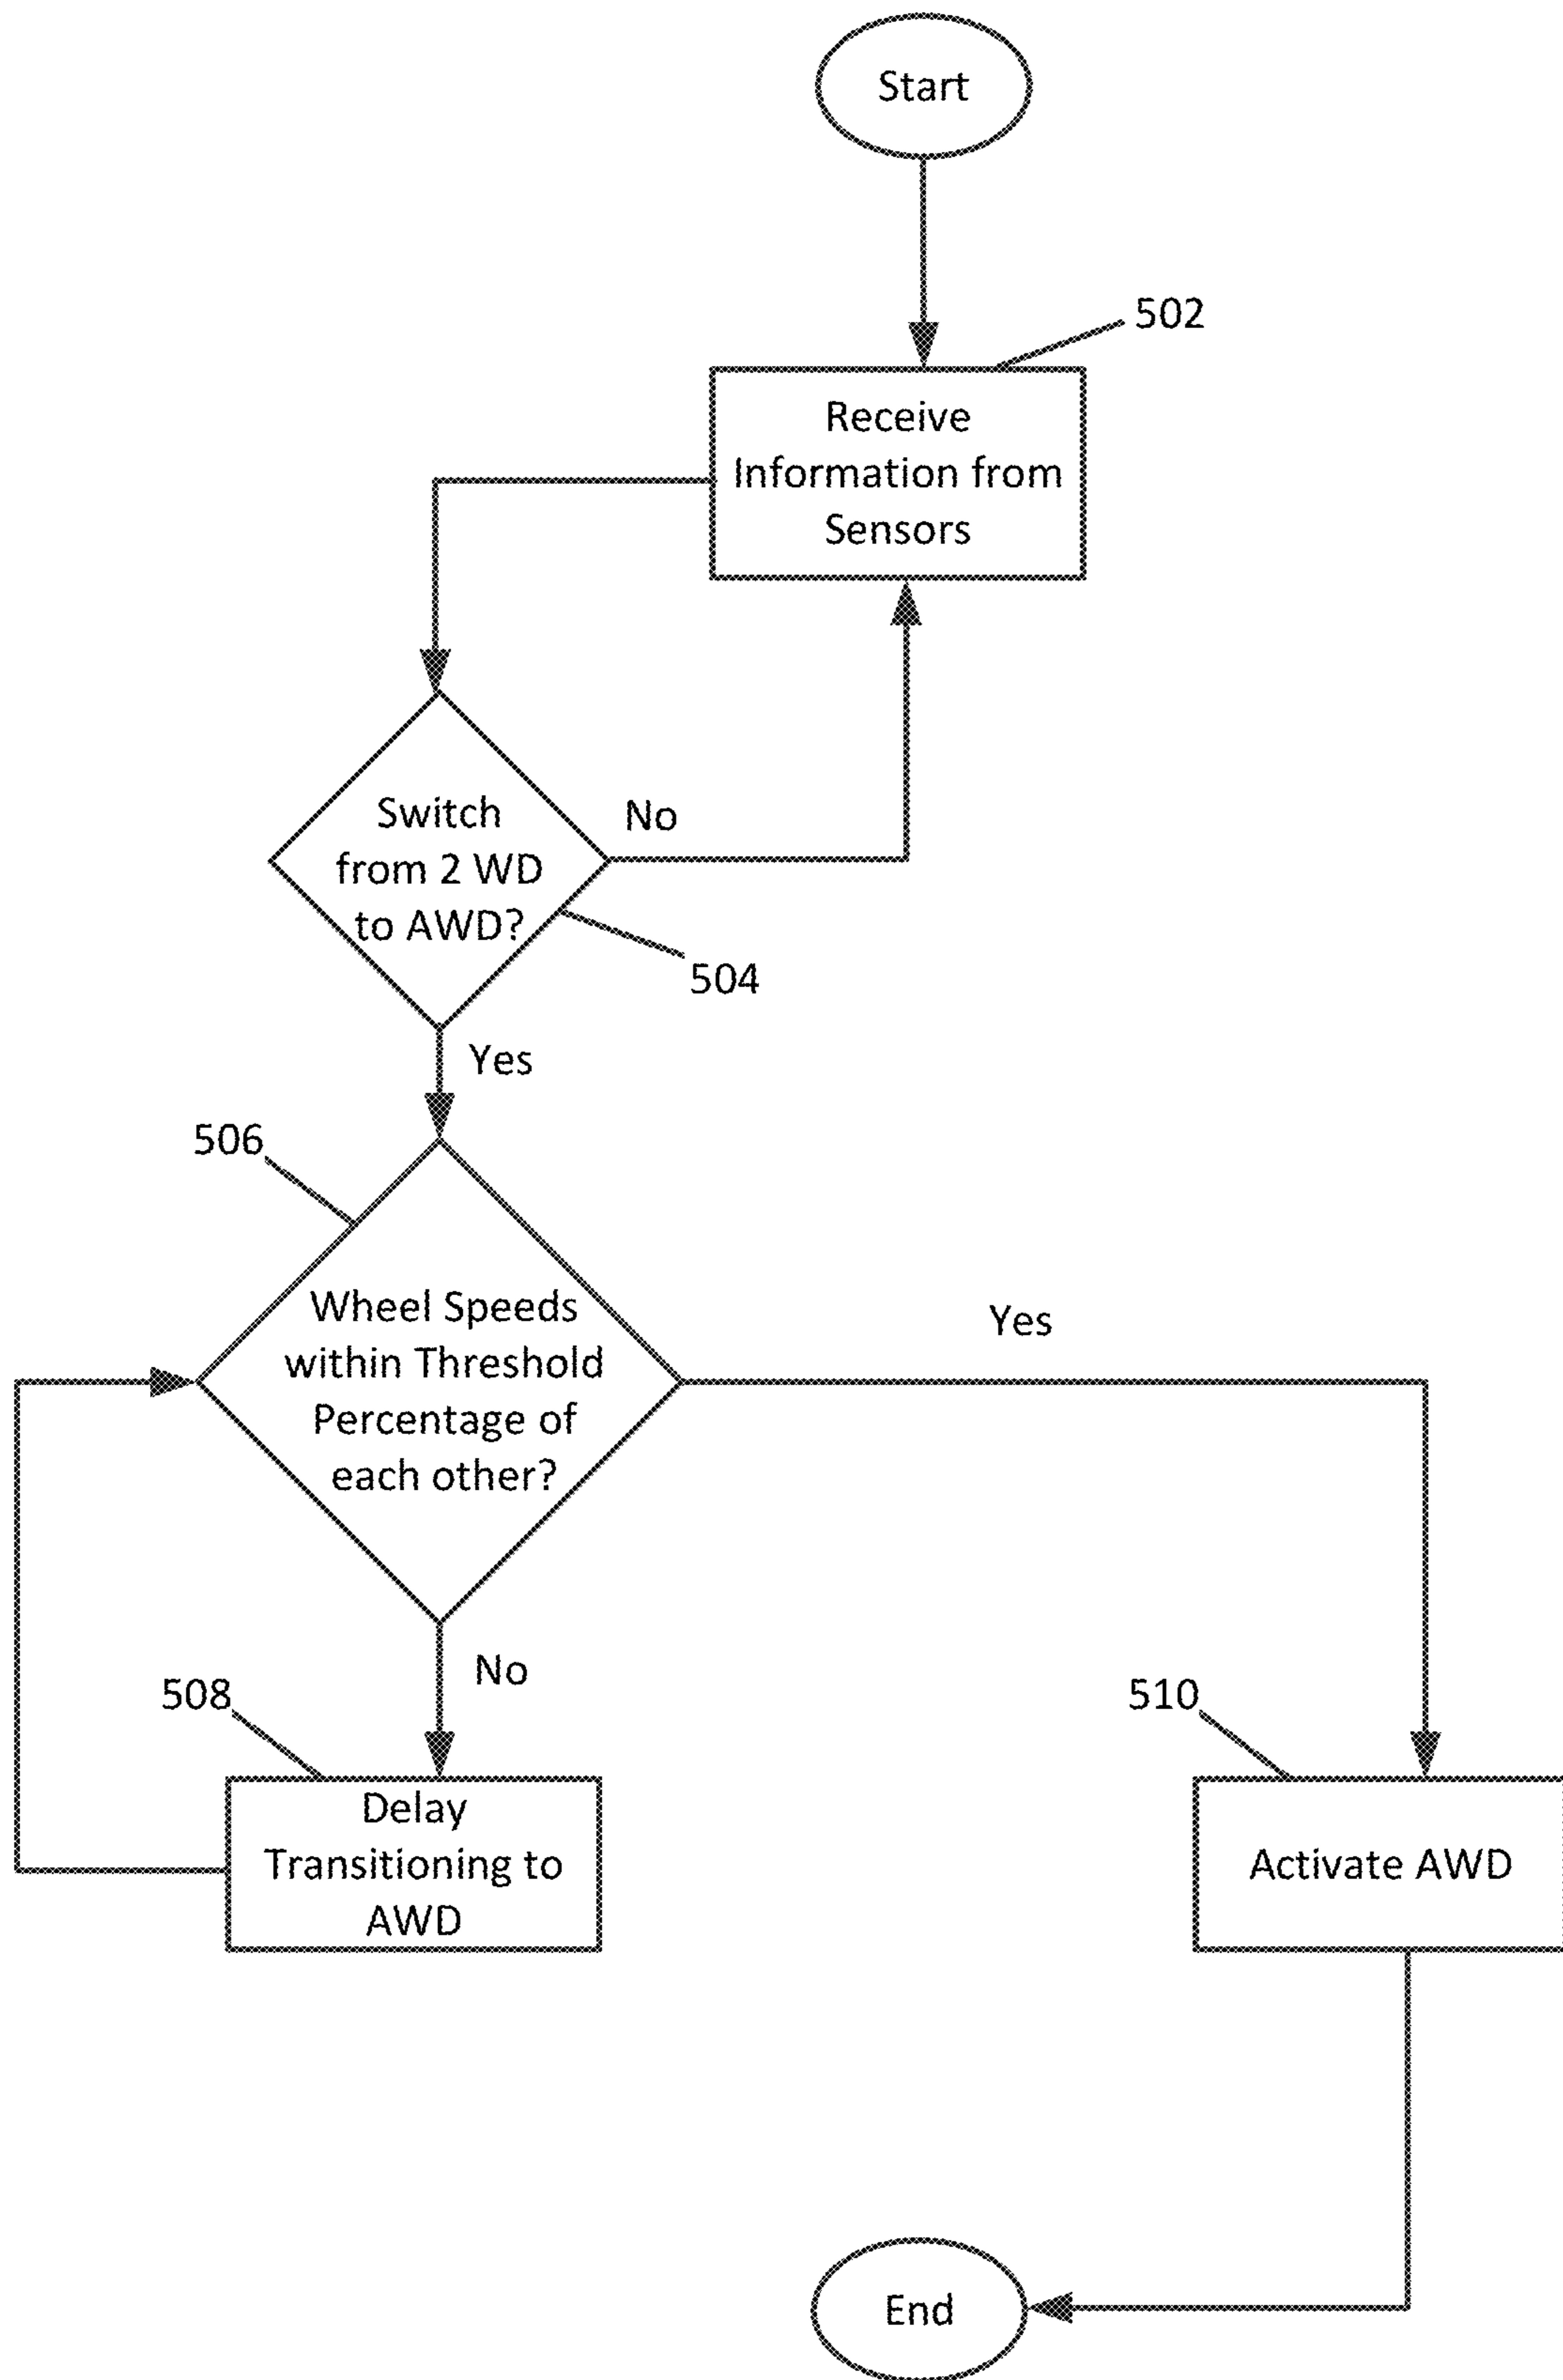 Start
502
Receive
Information from
Sensors
Switch
from 2 WD
to AWD?
No
504
Yes
506
Wheel Speeds
within Threshold
Percentage of
each other?
Yes
No
508
Delay
Transitioning to
AWD
510
Activate AWD
End